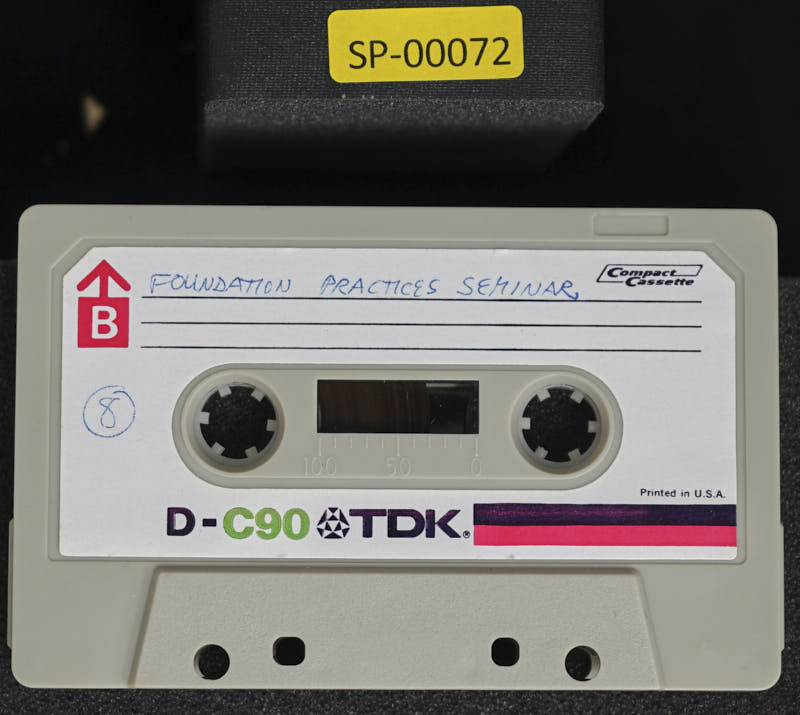 SP-00072
FOUNDATION PRACTICES SEMINAR
Compact Cassette
B
8
100 50 0
Printed in U.S.A.
D-C90 TDK®